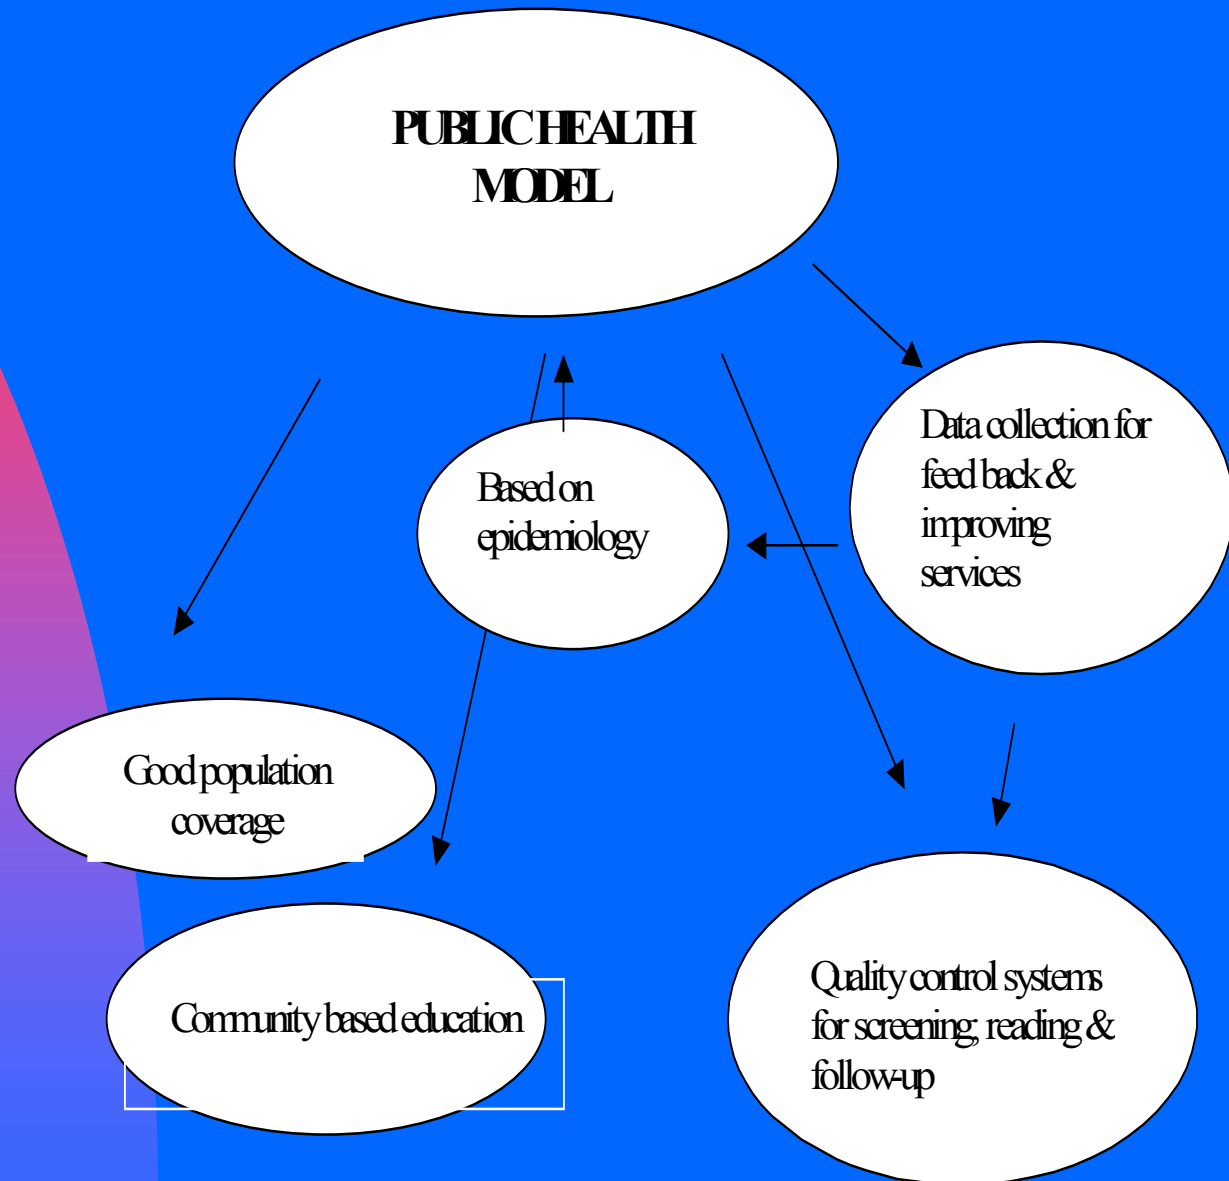 PUBLIC HEALTH
MODEL
Data collection for
feed back &
improving
services
Based on
epidemiology
Good population
coverage
Community based education
Quality control systems
for screening; reading &
follow-up